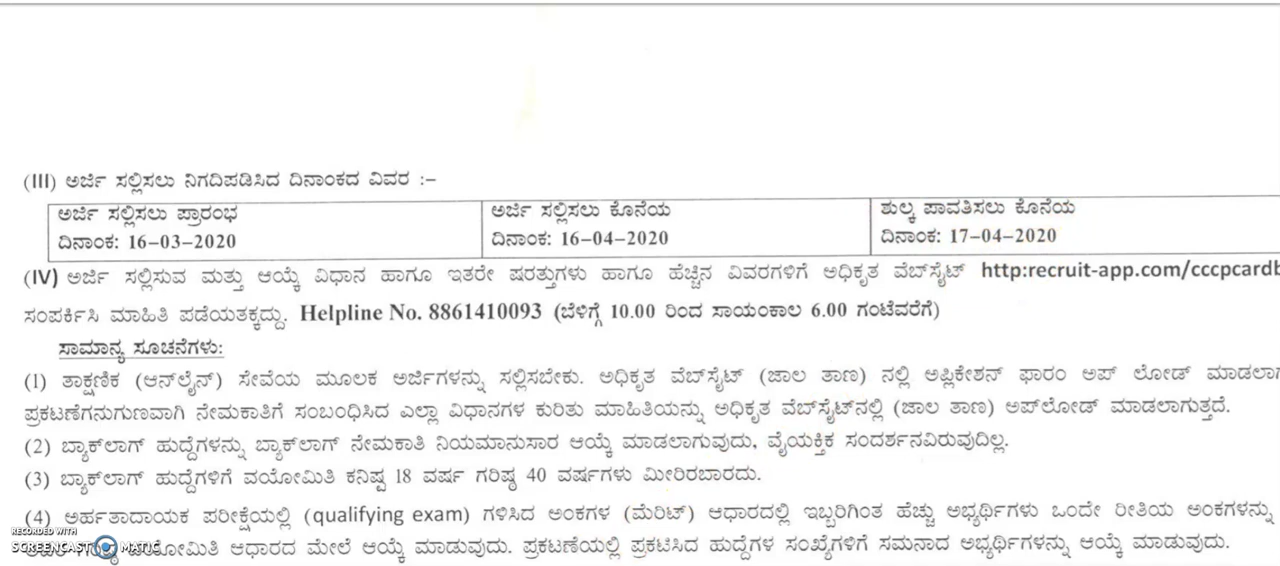 (III) ಅರ್ಜಿ ಸಲ್ಲಿಸಲು ನಿಗದಿಪಡಿಸಿದ ದಿನಾಂಕದ ವಿವರ :–
ಅರ್ಜಿ ಸಲ್ಲಿಸಲು ಪ್ರಾರಂಭ ಅರ್ಜಿ ಸಲ್ಲಿಸಲು ಕೊನೆಯ ಶುಲ್ಕ ಪಾವತಿಸಲು ಕೊನೆಯ
ದಿನಾಂಕ: 16–03–2020 ದಿನಾಂಕ: 16–04–2020 ದಿನಾಂಕ: 17–04–2020
(IV) ಅರ್ಜಿ ಸಲ್ಲಿಸುವ ಮತ್ತು ಆಯ್ಕೆ ವಿಧಾನ ಹಾಗೂ ಇತರೇ ಷರತ್ತುಗಳು ಹಾಗೂ ಹೆಚ್ಚಿನ ವಿವರಗಳಿಗೆ ಅಧಿಕೃತ ವೆಬ್‌ಸೈಟ್ http:recruit-app.com/cccpcardb
ಸಂಪರ್ಕಿಸಿ ಮಾಹಿತಿ ಪಡೆಯತಕ್ಕದ್ದು. Helpline No. 8861410093 (ಬೆಳಿಗ್ಗೆ 10.00 ರಿಂದ ಸಾಯಂಕಾಲ 6.00 ಗಂಟೆವರೆಗೆ)
ಸಾಮಾನ್ಯ ಸೂಚನೆಗಳು:
(1) ತಾಕ್ಷಣಿಕ (ಆನ್‌ಲೈನ್) ಸೇವೆಯ ಮೂಲಕ ಅರ್ಜಿಗಳನ್ನು ಸಲ್ಲಿಸಬೇಕು. ಅಧಿಕೃತ ವೆಬ್‌ಸೈಟ್ (ಜಾಲ ತಾಣ) ನಲ್ಲಿ ಅಪ್ಲಿಕೇಶನ್ ಫಾರಂ ಅಪ್ ಲೋಡ್
ಪ್ರಕಟಣೆಗನುಗುಣವಾಗಿ ನೇಮಕಾತಿಗೆ ಸಂಬಂಧಿಸಿದ ಎಲ್ಲಾ ವಿಧಾನಗಳ ಕುರಿತು ಮಾಹಿತಿಯನ್ನು ಅಧಿಕೃತ ವೆಬ್‌ಸೈಟ್‌ನಲ್ಲಿ (ಜಾಲ ತಾಣ) ಅಪ್‌ಲೋಡ್ ಮಾಡಲಾಗುತ್ತದೆ.
(2) ಬ್ಯಾಕ್‌ಲಾಗ್ ಹುದ್ದೆಗಳನ್ನು ಬ್ಯಾಕ್‌ಲಾಗ್ ನೇಮಕಾತಿ ನಿಯಮಾನುಸಾರ ಆಯ್ಕೆ ಮಾಡಲಾಗುವುದು, ವೈಯಕ್ತಿಕ ಸಂದರ್ಶನವಿರುವುದಿಲ್ಲ.
(3) ಬ್ಯಾಕ್‌ಲಾಗ್ ಹುದ್ದೆಗಳಿಗೆ ವಯೋಮಿತಿ ಕನಿಷ್ಪ 18 ವರ್ಷ ಗರಿಷ್ಠ 40 ವರ್ಷಗಳು ಮೀರಿರಬಾರದು.
(4) ಅರ್ಹತಾದಾಯಕ ಪರೀಕ್ಷೆಯಲ್ಲಿ (qualifying exam) ಗಳಿಸಿದ ಅಂಕಗಳ (ಮೆರಿಟ್) ಆಧಾರದಲ್ಲಿ ಇಬ್ಬರಿಗಿಂತ ಹೆಚ್ಚು ಅಭ್ಯರ್ಥಿಗಳು ಒಂದೇ ರೀತಿಯ ಅಂಕಗಳನ್ನು
ಆಧಾರದ ಮೇಲೆ ಆಯ್ಕೆ ಮಾಡುವುದು. ಪ್ರಕಟಣೆಯಲ್ಲಿ ಪ್ರಕಟಿಸಿದ ಹುದ್ದೆಗಳ ಸಂಖ್ಯೆಗಳಿಗೆ ಸಮನಾದ ಅಭ್ಯರ್ಥಿಗಳನ್ನು ಆಯ್ಕೆ ಮಾಡುವುದು.
RECORDED WITH
SCREENCAST MATIC